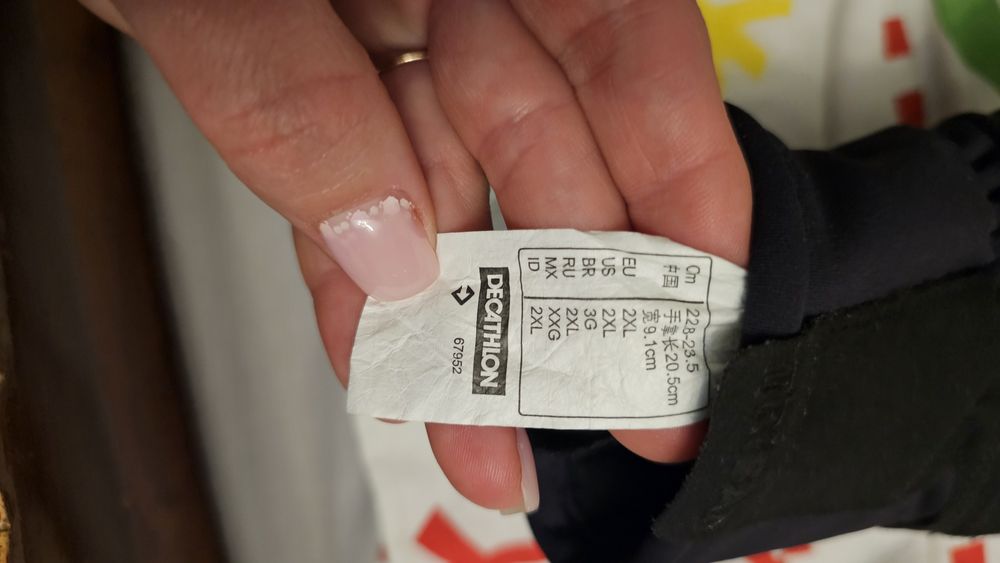 Cm 22.8-23.5
中国 手掌长20.5cm
宽9.1cm
EU 2XL
US 2XL
BR 3G
RU 2XL
MX XXG
ID 2XL
DECATHLON
67952